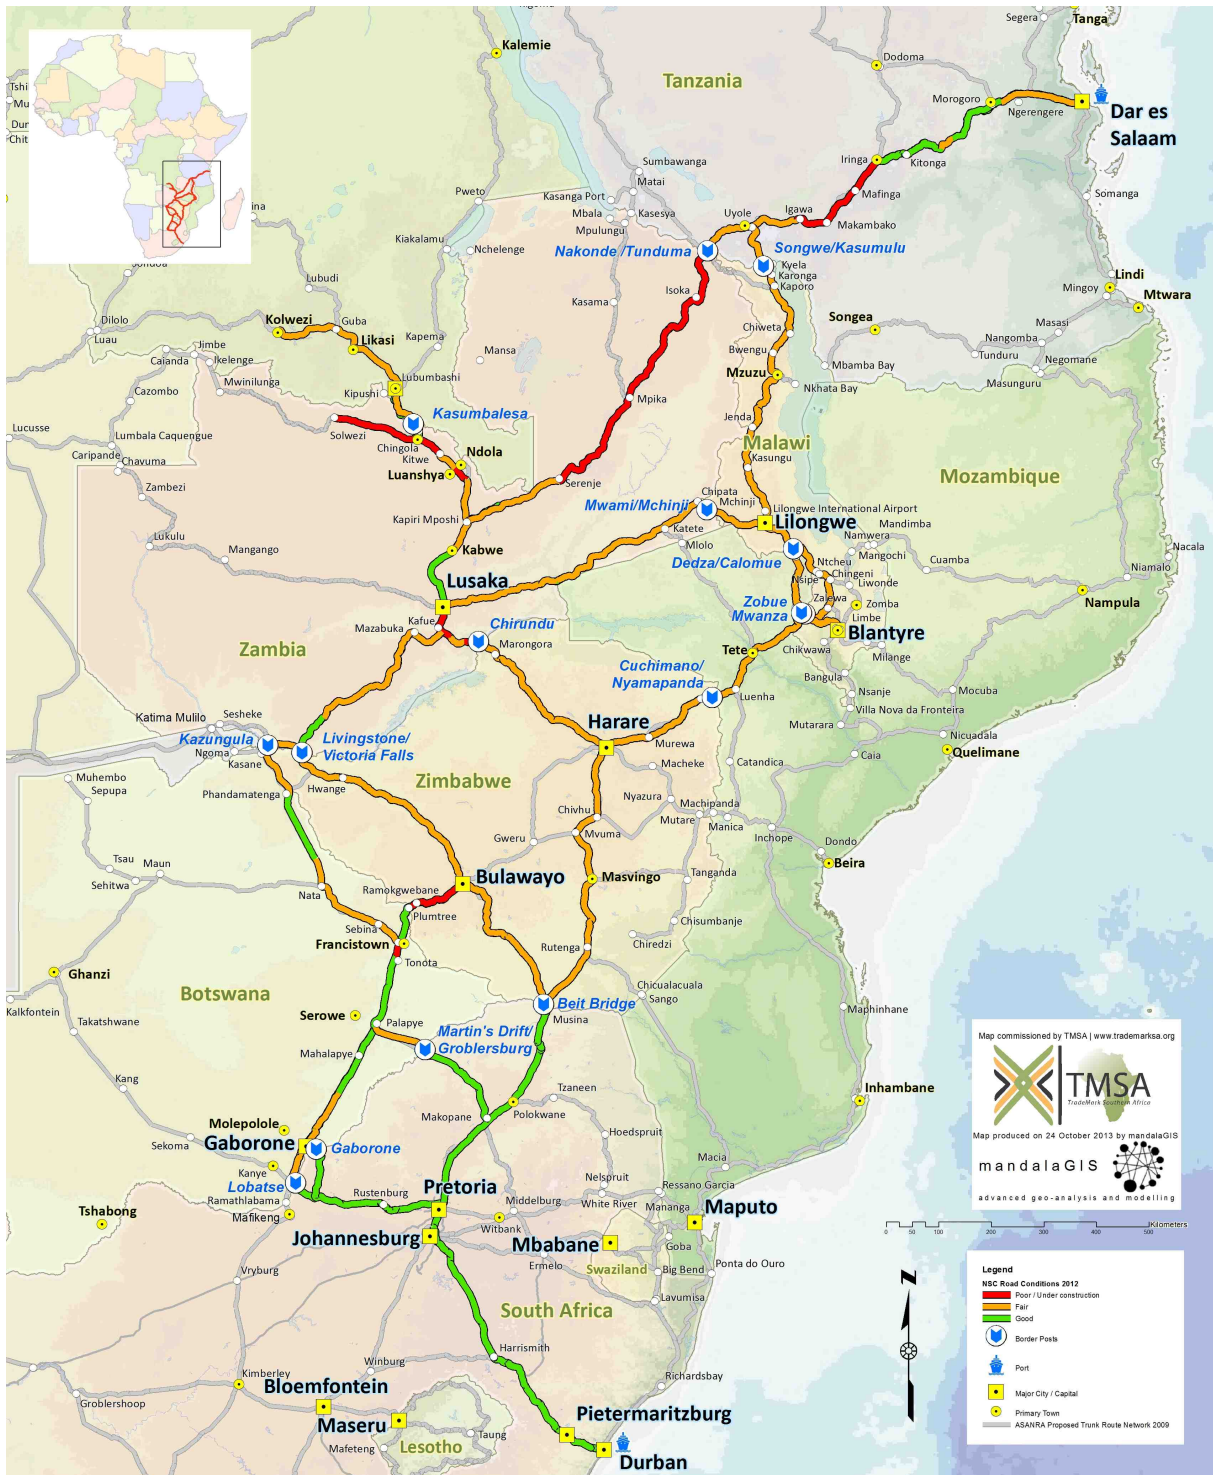 Segera
Tanga
Kalemie
Dodoma
Tanzania
Tshi
Mu
Dur
Chit
Morogoro
Ngerengere
Dar es
Salaam
Iringa
Kitonga
Sumbawanga
Matai
Mafinga
Somanga
Pweto
Kasanga Port
Mbala
Kasesya
Mpulungu
Uyole
Igawa
Makambako
ina
Kiakalamu
Nchelenge
Nakonde /Tunduma
Songwe/Kasumulu
Kyela
Karonga
Kaporo
Sondoa
Lubudi
Isoka
Kasama
Lindi
Mingoy
Mtwara
Dilolo
Luau
Kolwezi
Guba
Likasi
Kapema
Chiweta
Songea
Masasi
Nangomba
Jimbe
Caianda
Ikelenge
Mansa
Bwengu
Mbamba Bay
Tunduru
Negomane
Masunguru
Mwinilunga
Lubumbashi
Kipushi
Mzuzu
Nkhata Bay
Cazombo
Mpika
Kasumbalesa
Jenda
Lucusse
Lumbala Caquengue
Solwezi
Chingola
Kitwe
Ndola
Malawi
Caripande
Chavuma
Luanshya
Kasungu
Mozambique
Zambezi
Serenje
Chipata
Mwami/Mchinji
Mchinji
Lilongwe International Airport
Kapiri Mposhi
Lilongwe
Mandimba
Katete
Lukulu
Mangango
Kabwe
Mlolo
Namwera
Mangochi
Nacala
Dedza/Calomue
Ntcheu
Cuamba
Lusaka
Nsipe
Chingeni
Liwonde
Niamalo
Zobue
Mwanza
Zalewa
Zomba
Nampula
Kafue
Mazabuka
Chirundu
Limbe
Blantyre
Zambia
Marongora
Tete
Chikwawa
Milange
Cuchimano/
Nyamapanda
Bangula
Luenha
Nsanje
Mocuba
Villa Nova da Fronteira
Katima Mulilo
Sesheke
Harare
Mutarara
Kazungula
Livingstone/
Victoria Falls
Nicuadala
Ngoma
Kasane
Murewa
Caia
Quelimane
Macheke
Catandica
Muhembo
Sepupa
Phandamatenga
Hwange
Zimbabwe
Nyazura
Machipanda
Chivhu
Mutare
Manica
Gweru
Mvuma
Inchope
Dondo
Beira
Tsau
Maun
Sehitwa
Bulawayo
Masvingo
Tanganda
Nata
Ramokgwebane
Plumtree
Chisumbanje
Sebina
Francistown
Rutenga
Chiredzi
Tonota
Ghanzi
Botswana
Chicualacuala
Sango
Kalkfontein
Serowe
Beit Bridge
Maphinhane
Takatshwane
Palapye
Musina
Martin's Drift/
Groblersburg
Mahalapye
Map commissioned by TMSA | www.trademarksa.org
TMSA
TradeMark Southern Africa
Kang
Tzaneen
Inhambane
Molepolole
Makopane
Polokwane
Map produced on 24 October 2013 by mandalaGIS
Sekoma
Gaborone
Gaborone
Hoedspruit
mandalaGIS
Kanye
Macia
Lobatse
Nelspruit
advanced geo-analysis and modelling
Ramathlabama
Rustenburg
Pretoria
Ressano Garcia
Tshabong
Mafikeng
Middelburg
White River
Mananga
Maputo
Witbank
Johannesburg
Mbabane
Goba
Kilometers
0 50 100 200 300 400 500
Vryburg
Ermelo
Swaziland
Big Bend
Ponta do Ouro
N
Legend
NSC Road Conditions 2012
Poor / Under construction
Fair
Good
Border Posts
Port
Major City / Capital
Primary Town
ASANRA Proposed Trunk Route Network 2009
Lavumisa
South Africa
Harrismith
Winburg
Kimberley
Richardsbay
Groblershoop
Bloemfontein
Maseru
Pietermaritzburg
Taung
Mafeteng
Lesotho
Durban